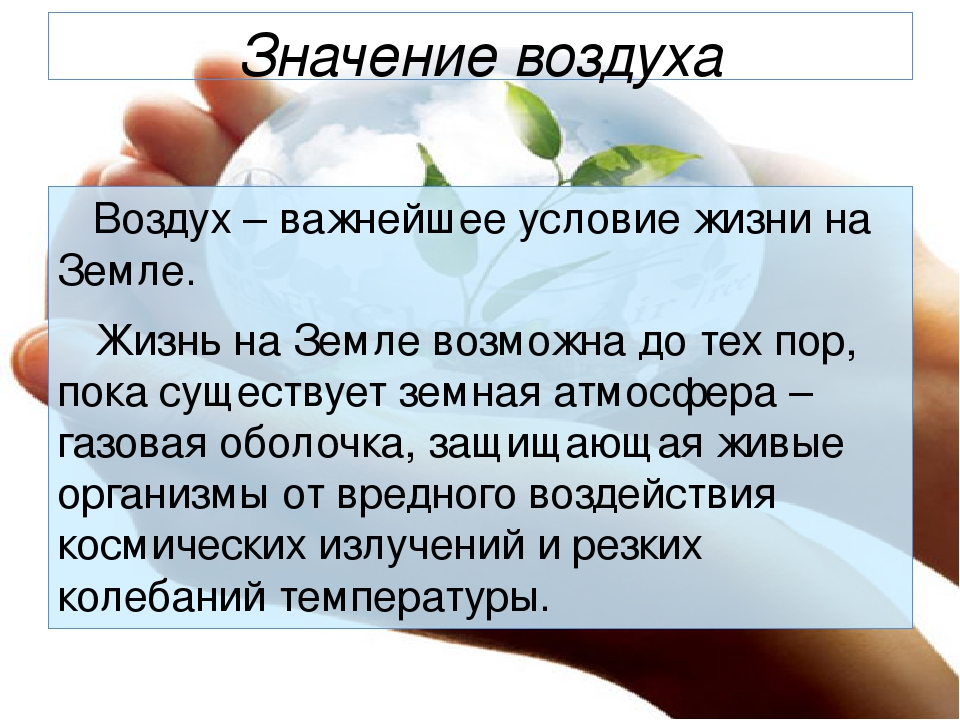 Значение воздуха
Воздух – важнейшее условие жизни на
Земле.
Жизнь на Земле возможна до тех пор,
пока существует земная атмосфера –
газовая оболочка, защищающая живые
организмы от вредного воздействия
космических излучений и резких
колебаний температуры.